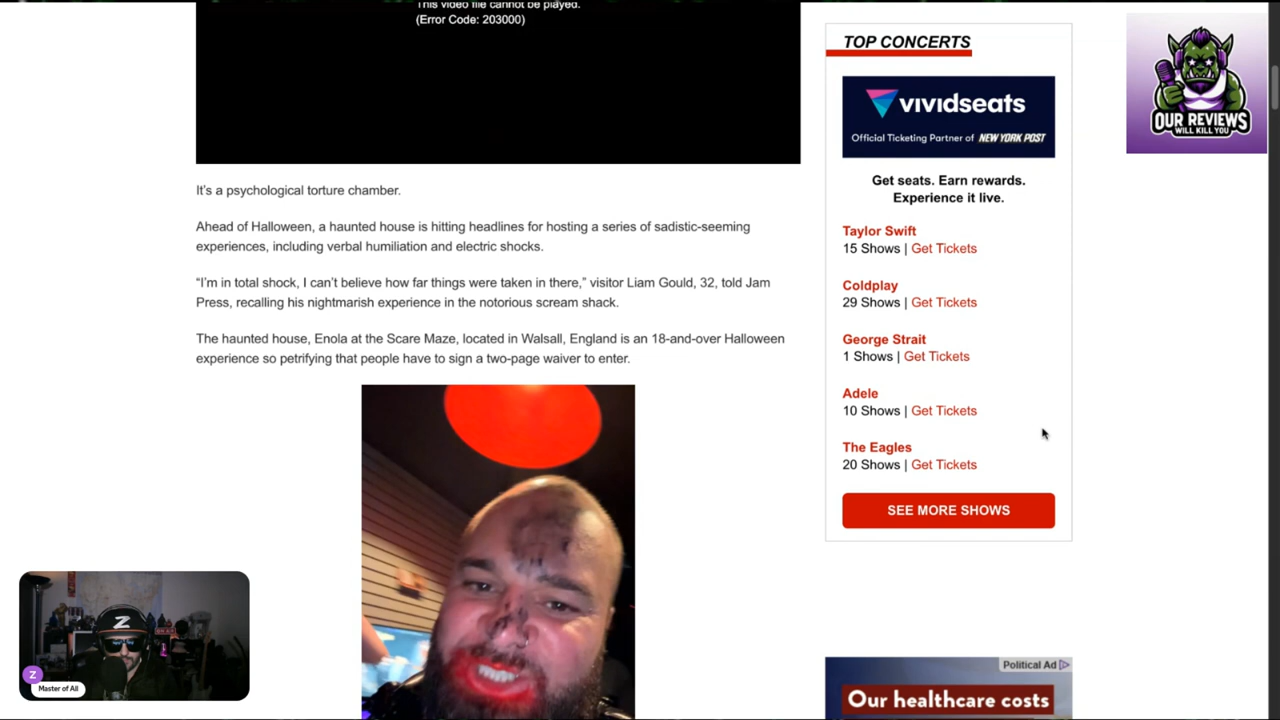 This video file cannot be played.
(Error Code: 203000)
It’s a psychological torture chamber.
Ahead of Halloween, a haunted house is hitting headlines for hosting a series of sadistic-seeming
experiences, including verbal humiliation and electric shocks.
“I’m in total shock, I can’t believe how far things were taken in there,” visitor Liam Gould, 32, told Jam
Press, recalling his nightmarish experience in the notorious scream shack.
The haunted house, Enola at the Scare Maze, located in Walsall, England is an 18-and-over Halloween
experience so petrifying that people have to sign a two-page waiver to enter.
TOP CONCERTS
vividseats
Official Ticketing Partner of NEW YORK POST
Get seats. Earn rewards.
Experience it live.
Taylor Swift
15 Shows | Get Tickets
Coldplay
29 Shows | Get Tickets
George Strait
1 Shows | Get Tickets
Adele
10 Shows | Get Tickets
The Eagles
20 Shows | Get Tickets
SEE MORE SHOWS
Political Ad
Our healthcare costs
OUR REVIEWS
WILL KILL YOU
Z
Z
Master of All